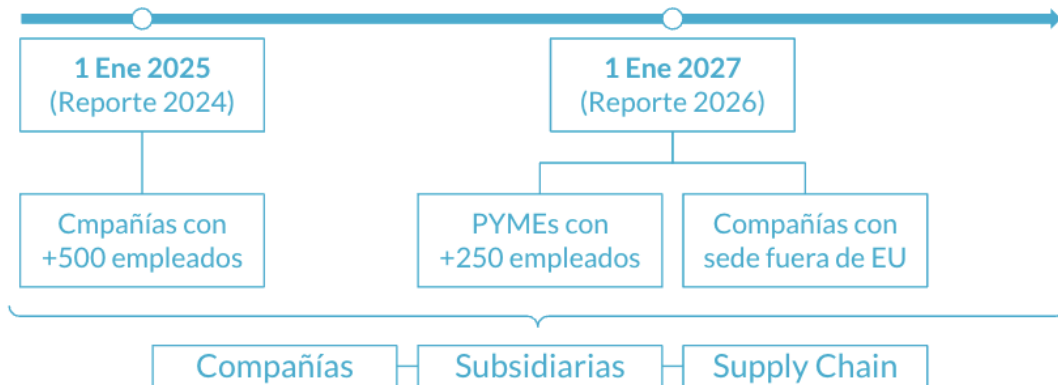 1 Ene 2025
(Reporte 2024)
1 Ene 2027
(Reporte 2026)
Cmpañías con
+500 empleados
PYMEs con
+250 empleados
Compañías con
sede fuera de EU
Compañías
Subsidiarias
Supply Chain